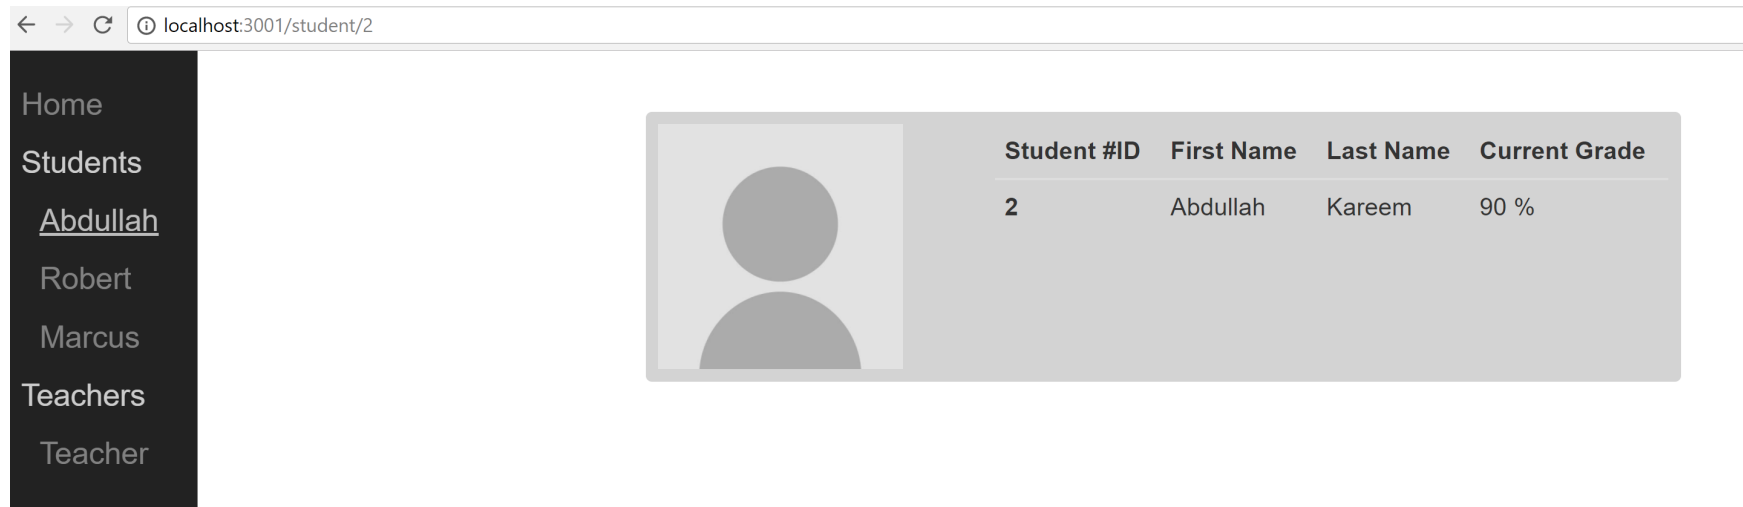 localhost:3001/student/2
Home
Students
Abdullah
Robert
Marcus
Teachers
Teacher
Student #ID First Name Last Name Current Grade
2 Abdullah Kareem 90 %